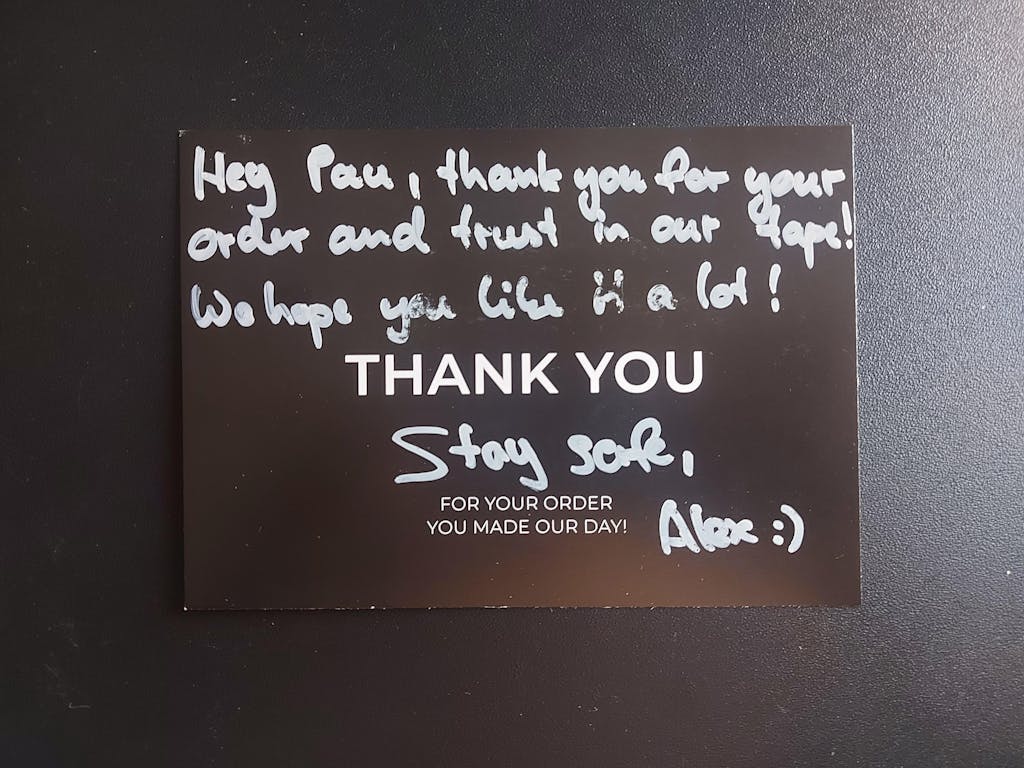 Hey Pau, thank you for your
order and trust in our tape!
We hope you like it a lot!
THANK YOU
Stay safe,
FOR YOUR ORDER
YOU MADE OUR DAY!
Alex :)